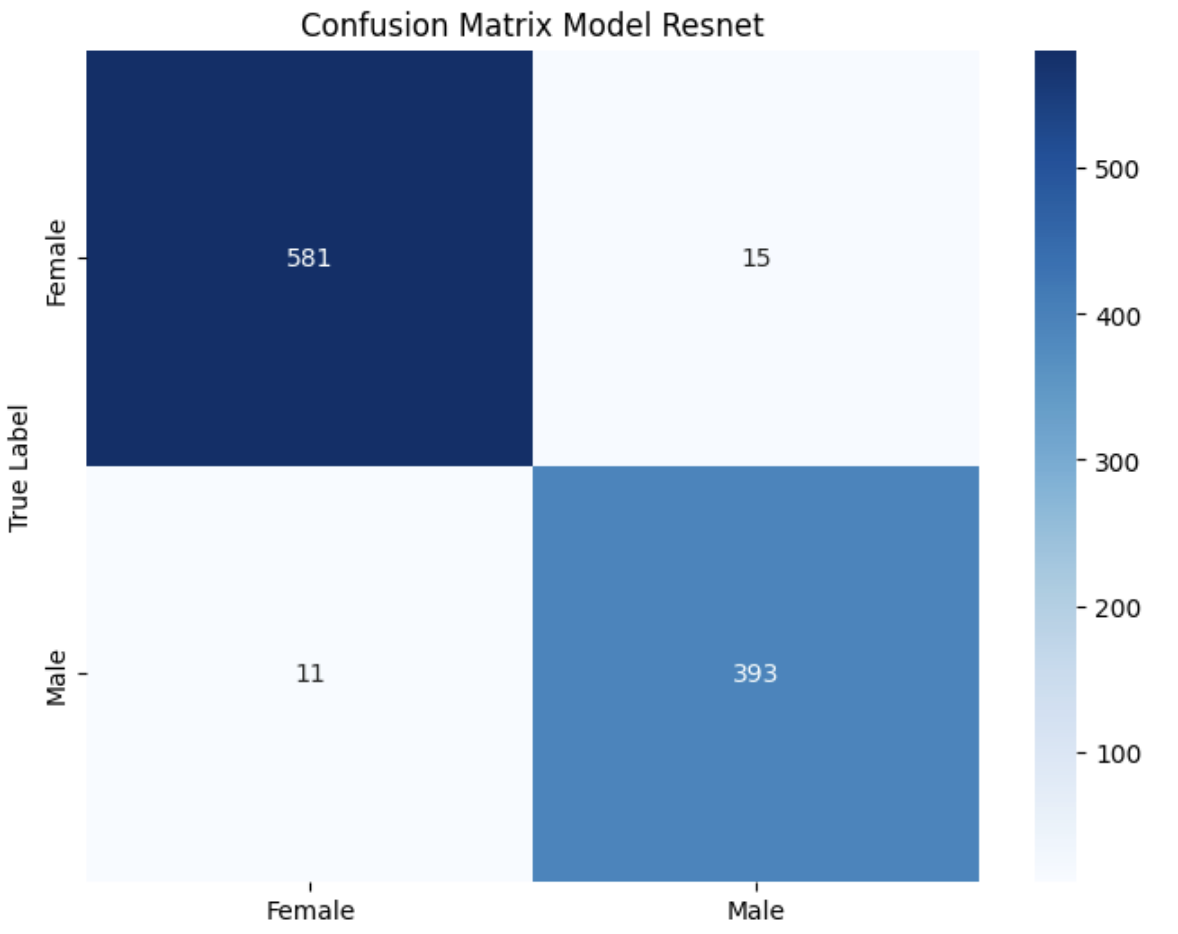 Confusion Matrix Model Resnet
True Label
Female
581
15
Male
11
393
Female
Male
500
400
300
200
100